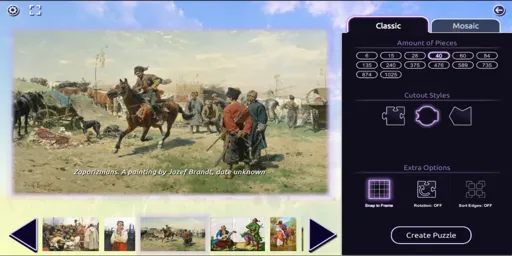 Classic
Mosaic
Amount of Pieces
6
15
28
40
60
84
135
240
375
476
589
735
874
1025
Cutout Styles
Zaporizhians. A painting by Jozef Brandt, date unknown
Extra Options
Snap to Frame
Rotation: OFF
Sort Edges: OFF
Create Puzzle